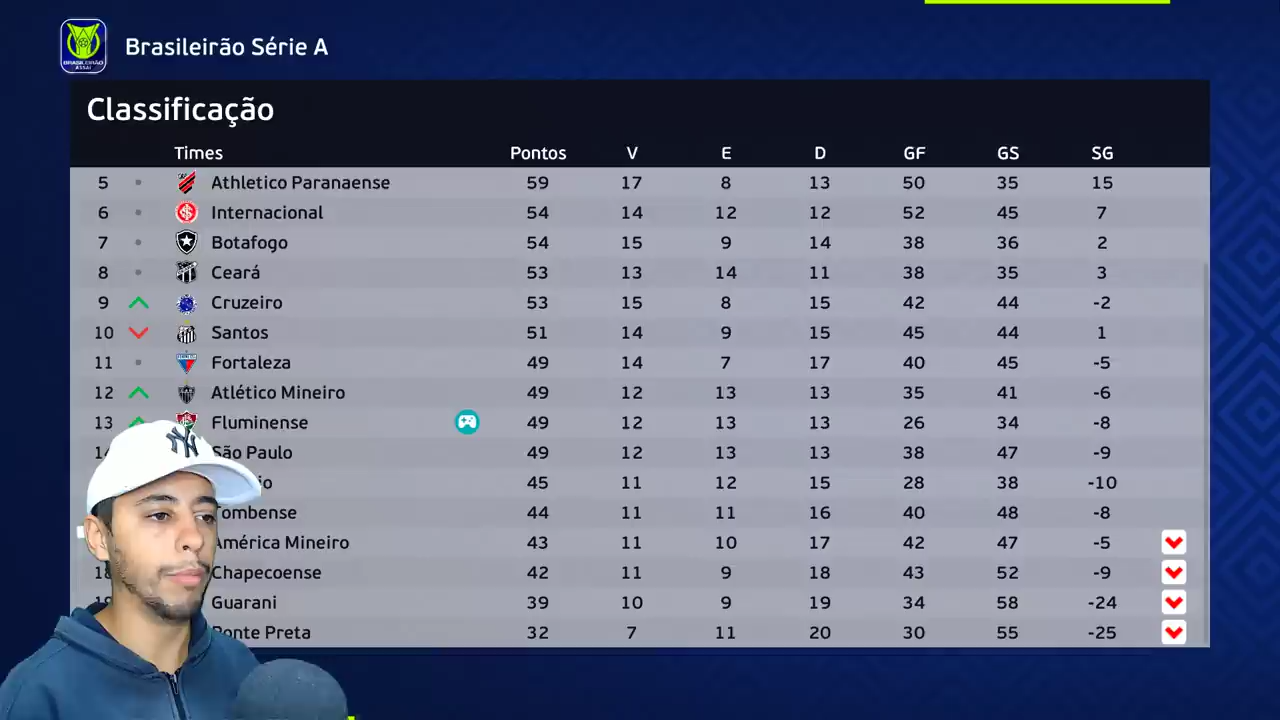 Brasileirão Série A
Classificação
Times Pontos V E D GF GS SG
5 Athletico Paranaense 59 17 8 13 50 35 15
6 Internacional 54 14 12 12 52 45 7
7 Botafogo 54 15 9 14 38 36 2
8 Ceará 53 13 14 11 38 35 3
9 Cruzeiro 53 15 8 15 42 44 -2
10 Santos 51 14 9 15 45 44 1
11 Fortaleza 49 14 7 17 40 45 -5
12 Atlético Mineiro 49 12 13 13 35 41 -6
13 Fluminense 49 12 13 13 26 34 -8
São Paulo 49 12 13 13 38 47 -9
45 11 12 15 28 38 -10
Tombense 44 11 11 16 40 48 -8
América Mineiro 43 11 10 17 42 47 -5
18 Chapecoense 42 11 9 18 43 52 -9
Guarani 39 10 9 19 34 58 -24
Ponte Preta 32 7 11 20 30 55 -25